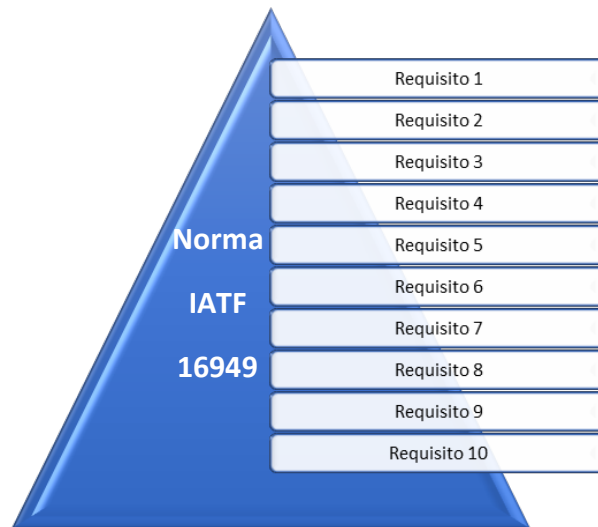 Requisito 1
Requisito 2
Requisito 3
Requisito 4
Requisito 5
Requisito 6
Requisito 7
Requisito 8
Requisito 9
Requisito 10
Norma
IATF
16949